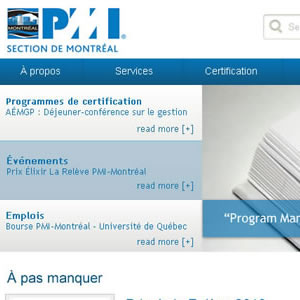 MONTRÉAL
PMI
®
SECTION DE MONTRÉAL
À propos
Services
Certification
Programmes de certification
AÉMGP : Déjeuner-conférence sur le gestion
read more [+]
Événements
Prix Élixir La Relève PMI-Montréal
read more [+]
Emplois
Bourse PMI-Montréal - Université de Québec
read more [+]
“Program Man
À pas manquer